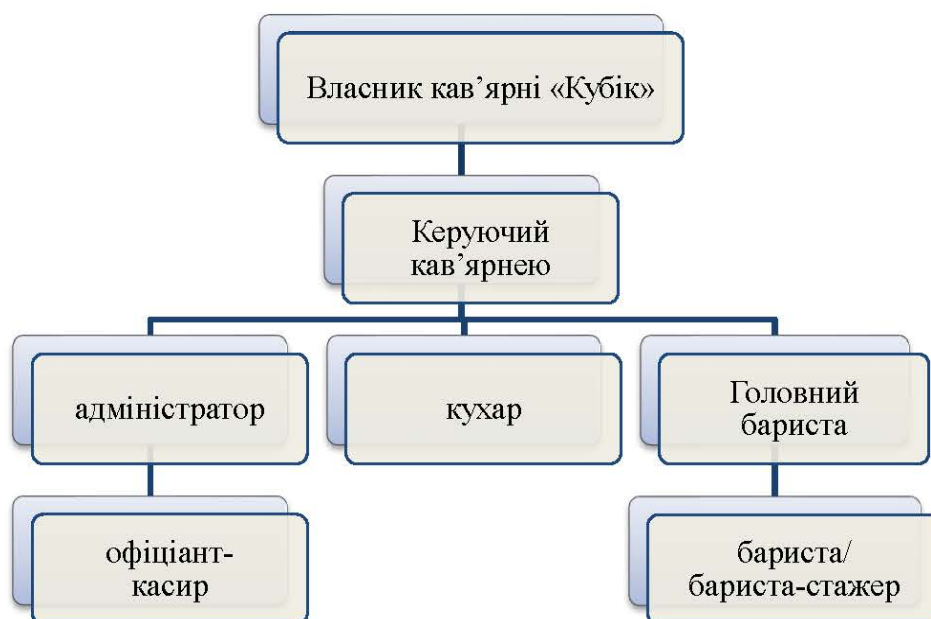 Власник кав’ярні «Кубік»
Керуючий
кав’ярнею
адміністратор
кухар
Головний
бариста
офіціант-
касир
бариста/
бариста-стажер